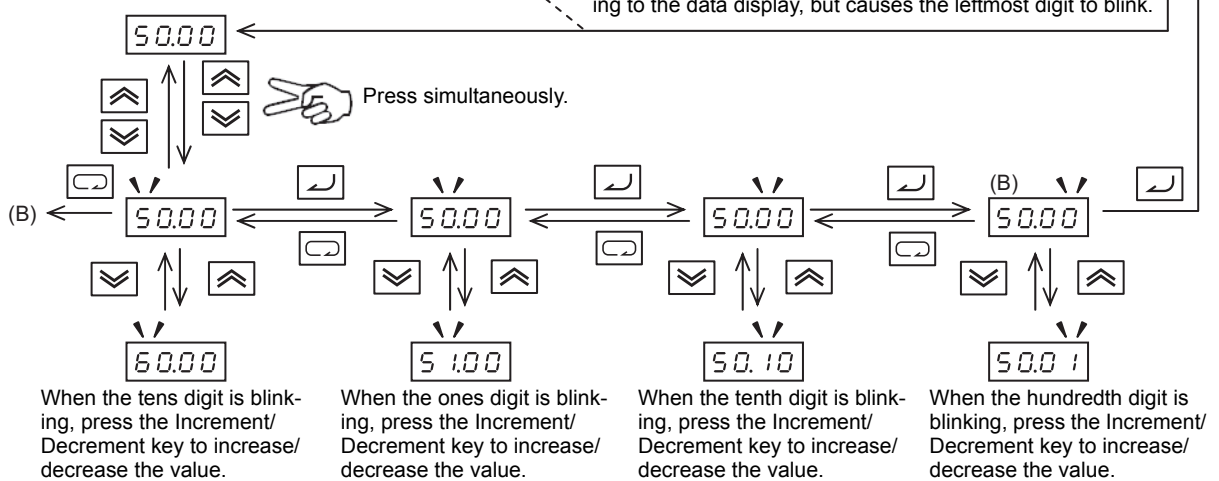 ing to the data display, but causes the leftmost digit to blink.
50.00
Press simultaneously.
(B)
(B)
50.00
50.00
50.00
50.00
60.00
51.00
50.10
50.01
When the tens digit is blink-
ing, press the Increment/
Decrement key to increase/
decrease the value.
When the ones digit is blink-
ing, press the Increment/
Decrement key to increase/
decrease the value.
When the tenth digit is blink-
ing, press the Increment/
Decrement key to increase/
decrease the value.
When the hundredth digit is
blinking, press the Increment/
Decrement key to increase/
decrease the value.